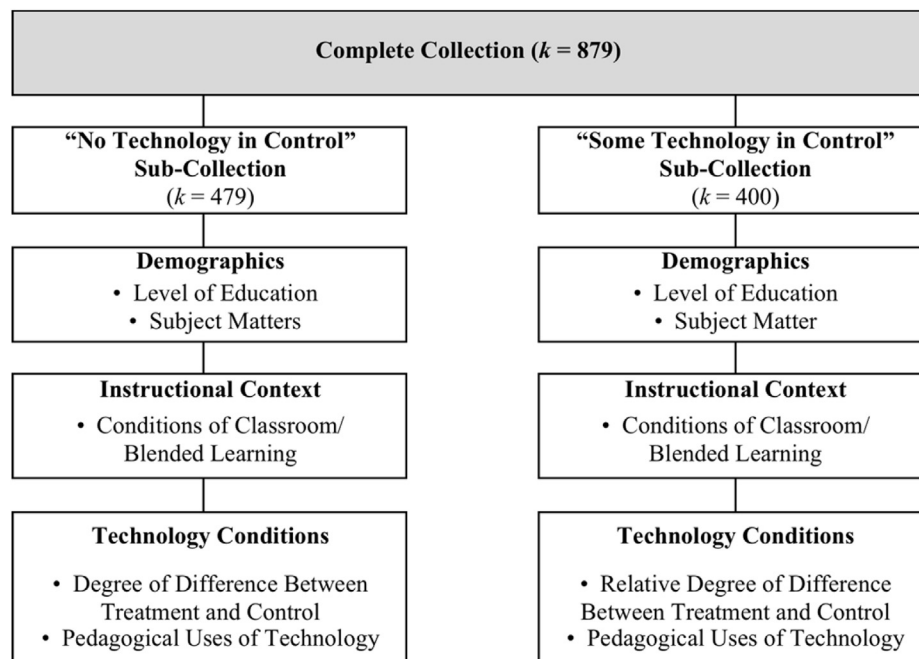 Complete Collection (k = 879)
“No Technology in Control”
Sub-Collection
(k = 479)
Demographics
• Level of Education
• Subject Matters
Instructional Context
• Conditions of Classroom/
Blended Learning
Technology Conditions
• Degree of Difference Between
Treatment and Control
• Pedagogical Uses of Technology
“Some Technology in Control”
Sub-Collection
(k = 400)
Demographics
• Level of Education
• Subject Matter
Instructional Context
• Conditions of Classroom/
Blended Learning
Technology Conditions
• Relative Degree of Difference
Between Treatment and Control
• Pedagogical Uses of Technology